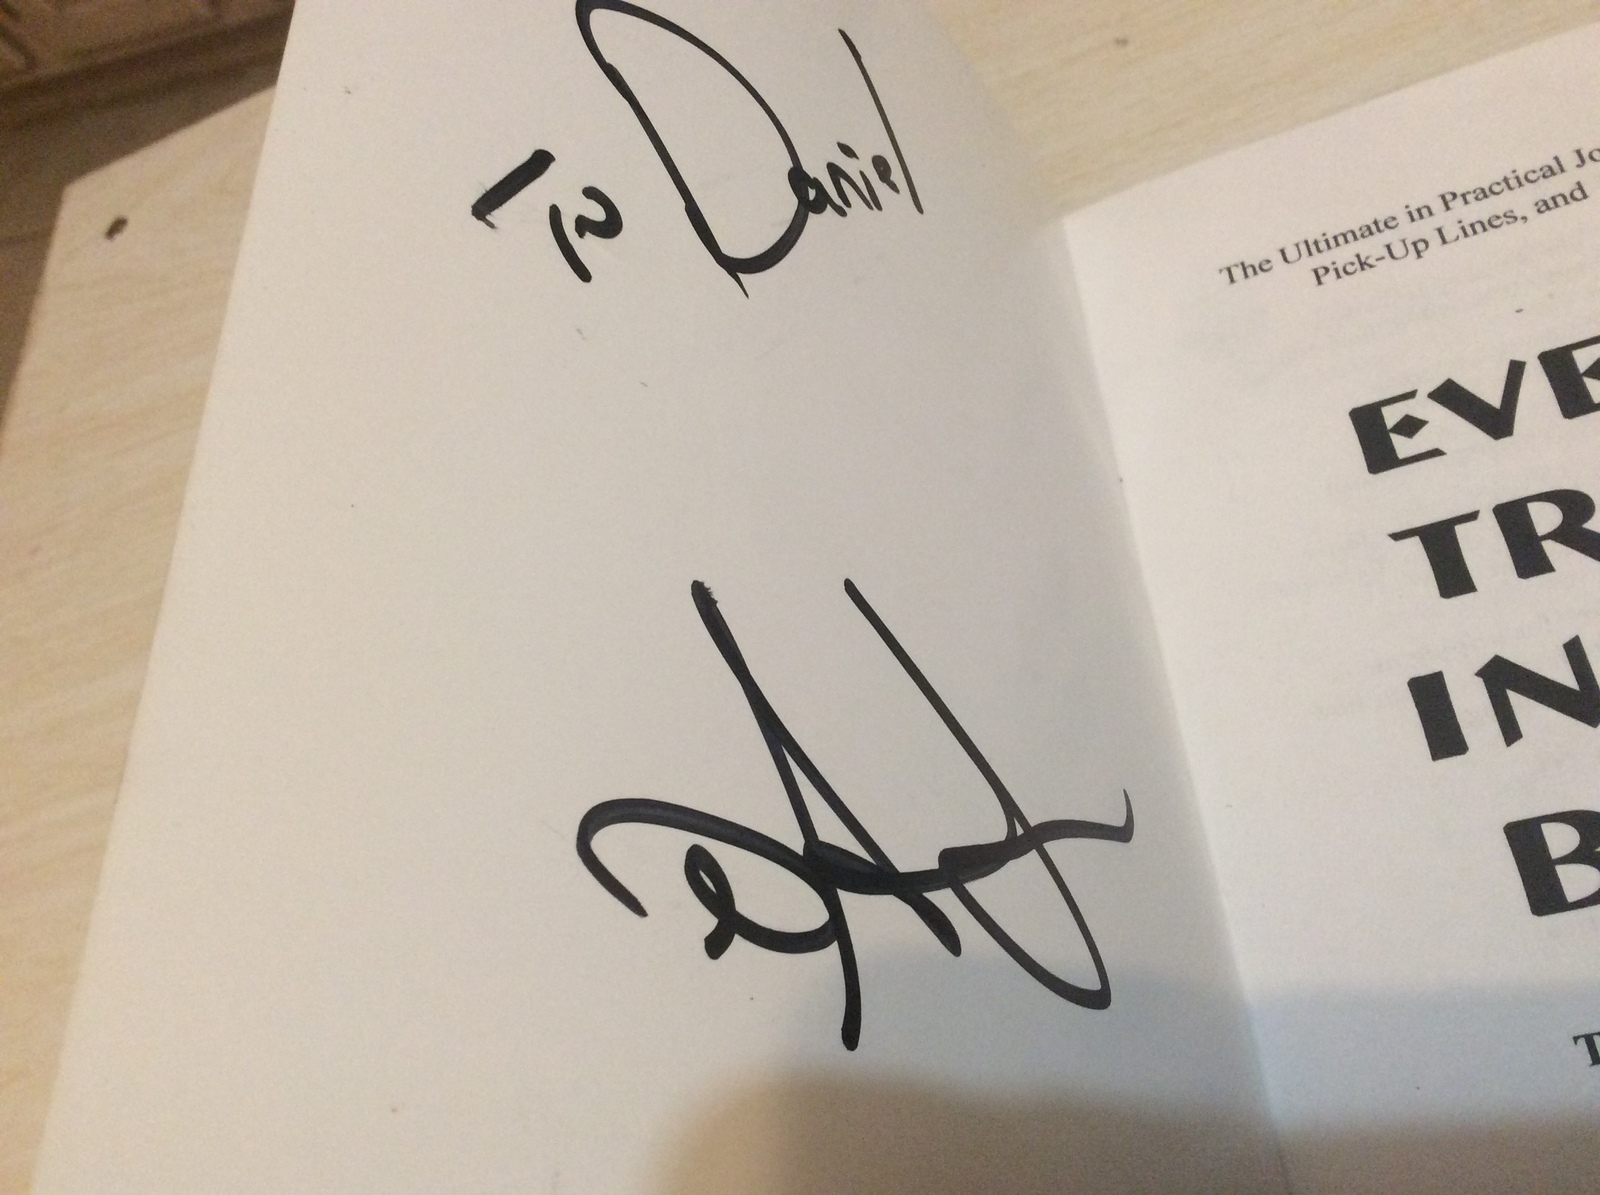 To Daniel
The Ultimate in Practical Jo
Pick-Up Lines, and
EVE
TR
IN
B
T